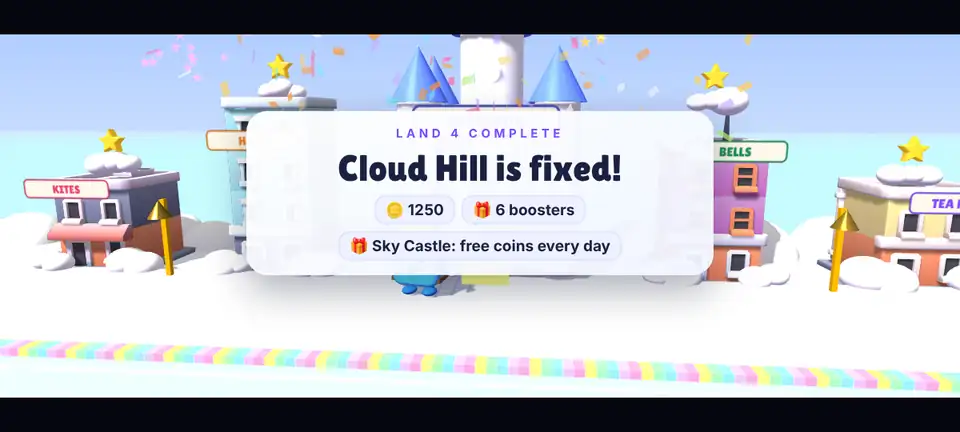 LAND 4 COMPLETE
Cloud Hill is fixed!
1250
6 boosters
Sky Castle: free coins every day
KITES
BELLS
TEA